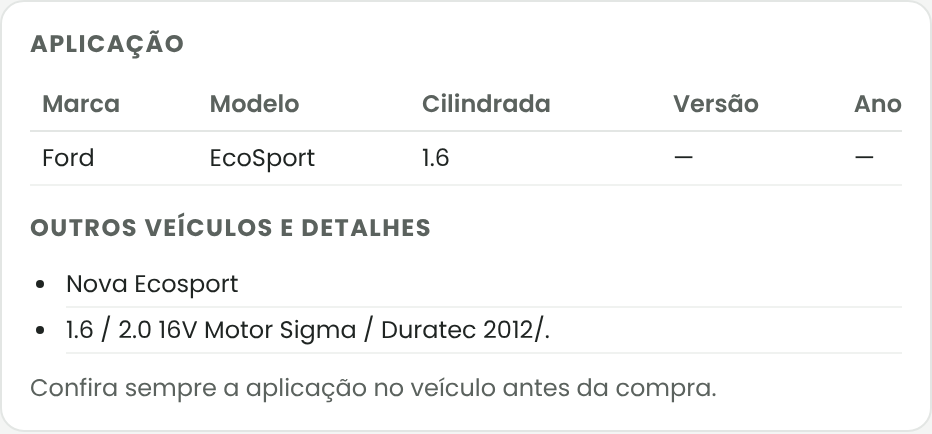 APLICAÇÃO
Marca Modelo Cilindrada Versão Ano
Ford EcoSport 1.6 — —
OUTROS VEÍCULOS E DETALHES
• Nova Ecosport
• 1.6 / 2.0 16V Motor Sigma / Duratec 2012/.
Confira sempre a aplicação no veículo antes da compra.